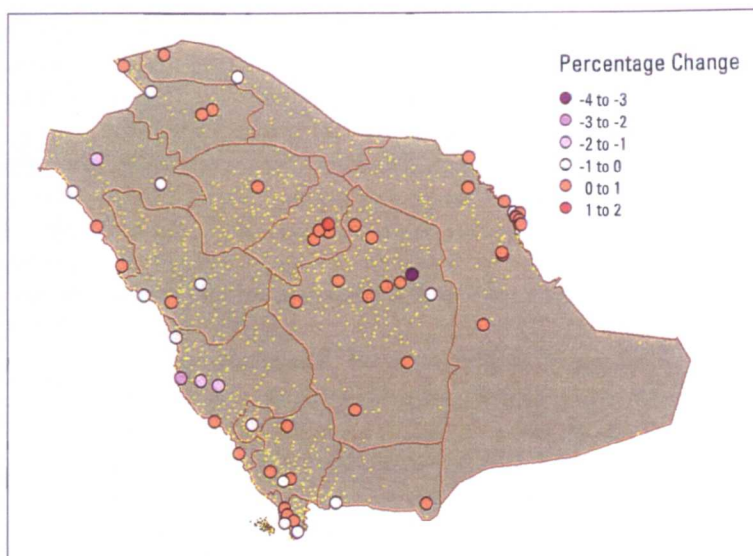 Percentage Change
-4 to -3
-3 to -2
-2 to -1
-1 to 0
0 to 1
1 to 2